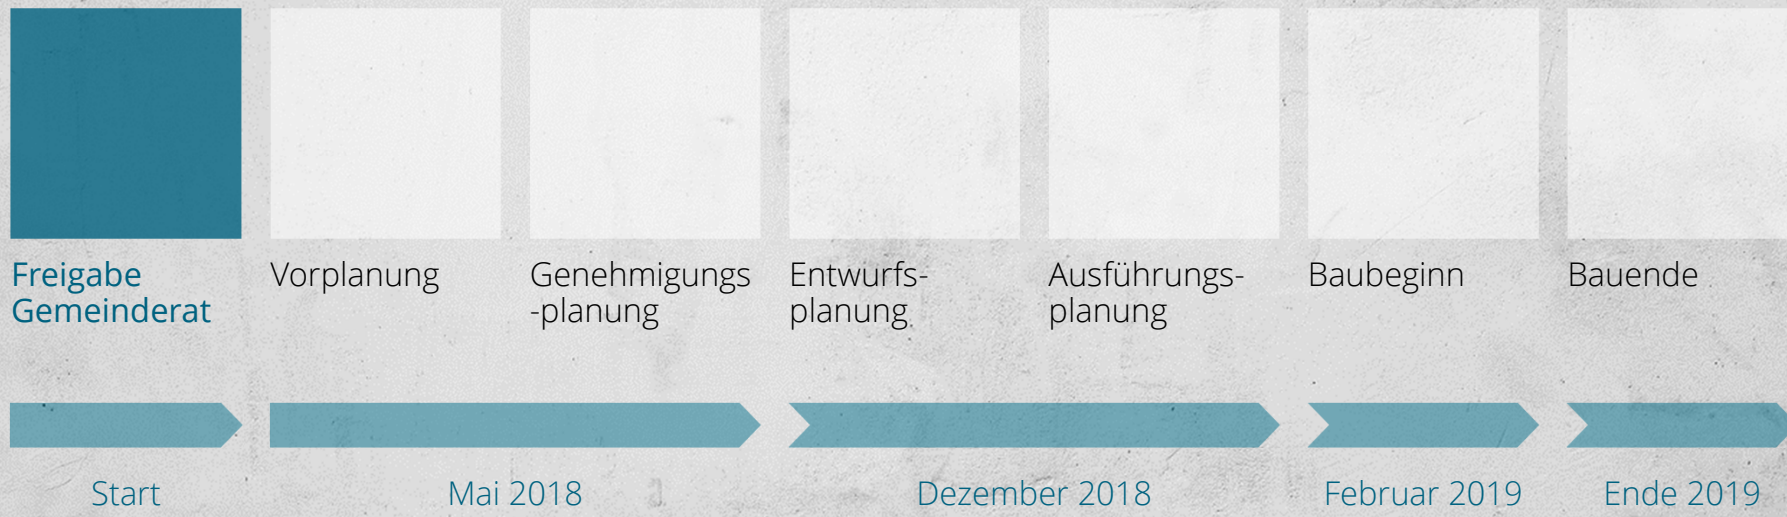 Freigabe
Gemeinderat
Vorplanung
Genehmigungs
-planung
Entwurfs-
planung
Ausführungs-
planung
Baubeginn
Bauende
Start
Mai 2018
Dezember 2018
Februar 2019
Ende 2019